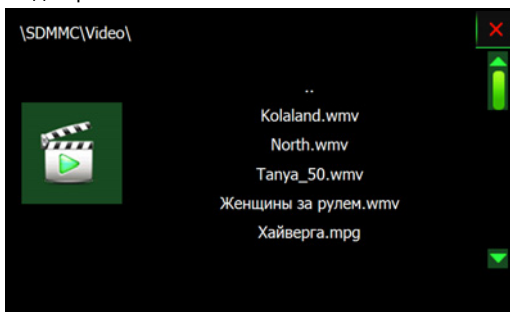 \SDMMC\Video\
..
Kolaland.wmv
North.wmv
Tanya_50.wmv
Женщины за рулем.wmv
Хайверга.mpg